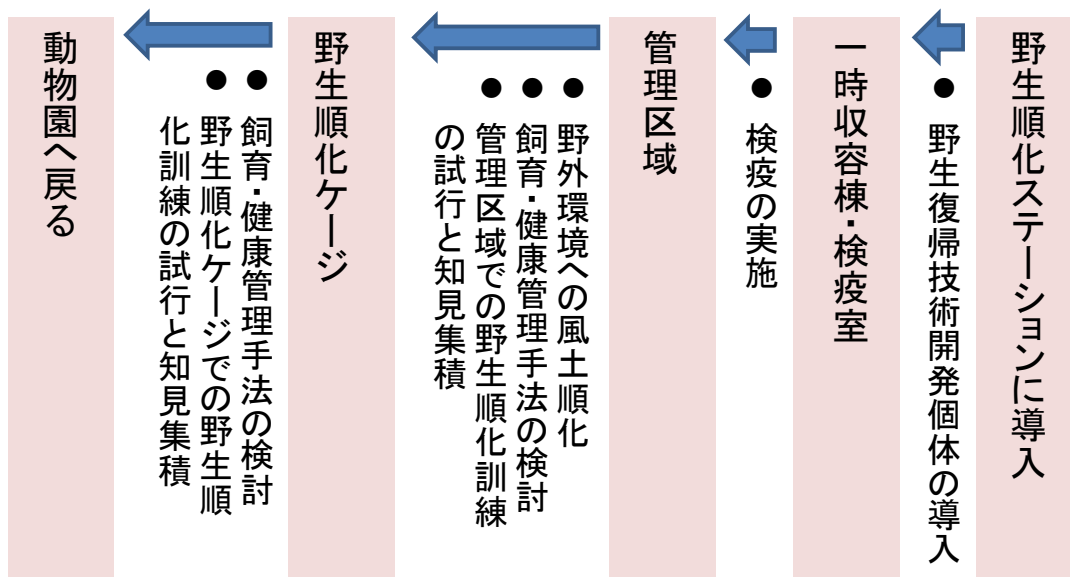 野生順化ステーションに導入
● 野生復帰技術開発個体の導入
一時収容棟・検疫室
● 検疫の実施
管理区域
● 野外環境への風土順化
● 飼育・健康管理手法の検討
● 管理区域での野生順化訓練
の試行と知見集積
野生順化ケージ
● 飼育・健康管理手法の検討
● 野生順化ケージでの野生順
化訓練の試行と知見集積
動物園へ戻る